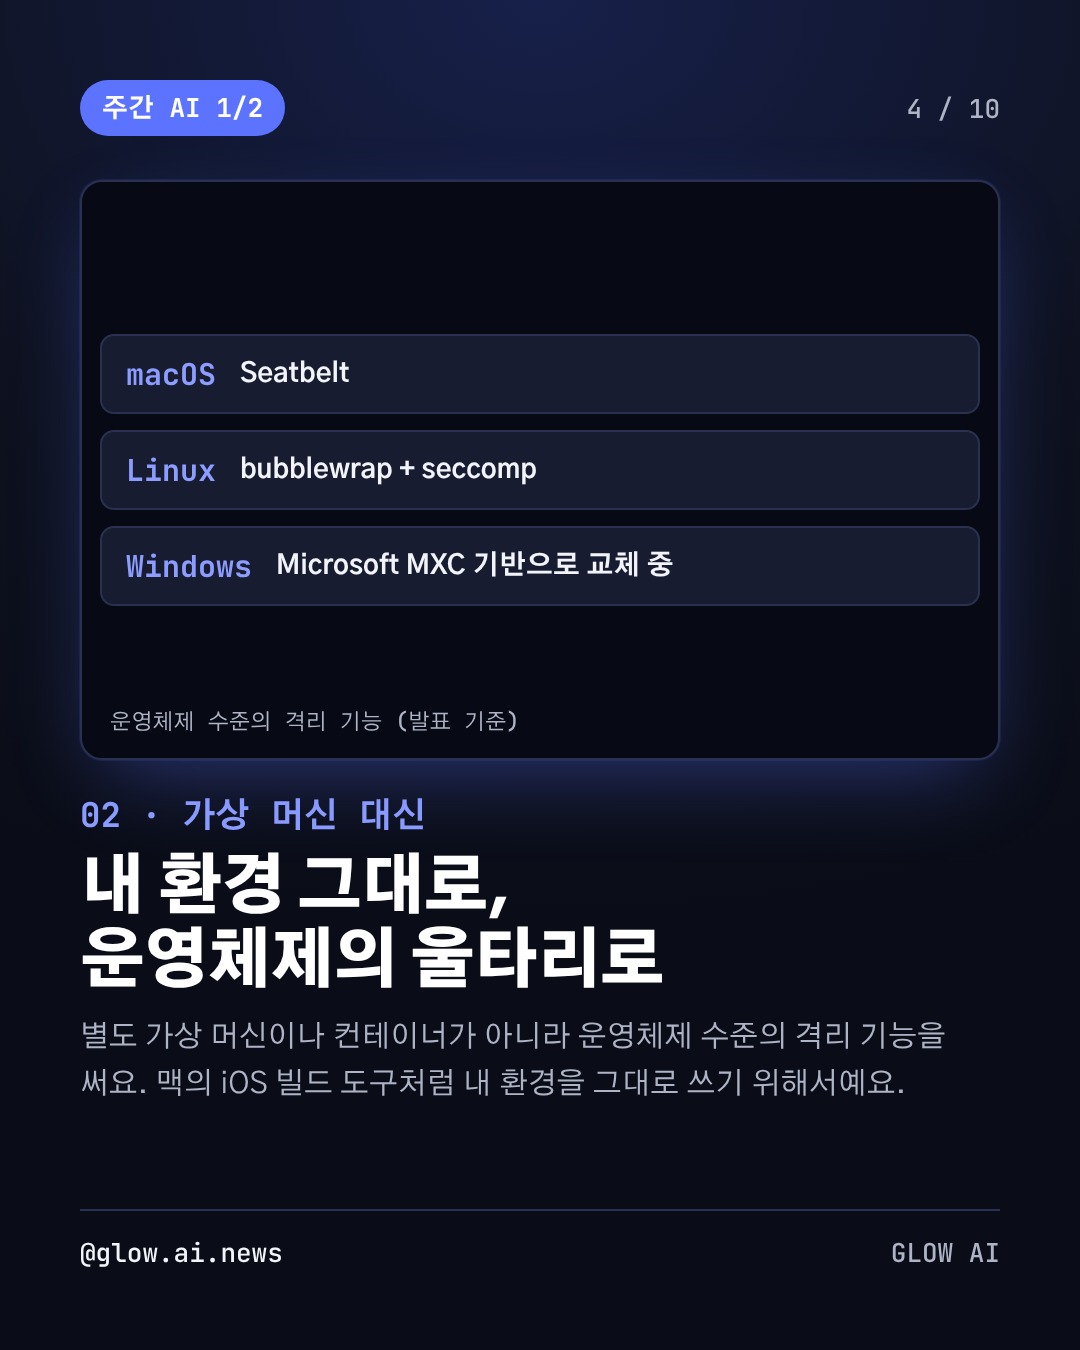 주간 AI 1/2
4 / 10
macOS Seatbelt
Linux bubblewrap + seccomp
Windows Microsoft MXC 기반으로 교체 중
운영체제 수준의 격리 기능 (발표 기준)
02 · 가상 머신 대신
내 환경 그대로,
운영체제의 울타리로
별도 가상 머신이나 컨테이너가 아니라 운영체제 수준의 격리 기능을
써요. 맥의 iOS 빌드 도구처럼 내 환경을 그대로 쓰기 위해서예요.
@glow.ai.news
GLOW AI